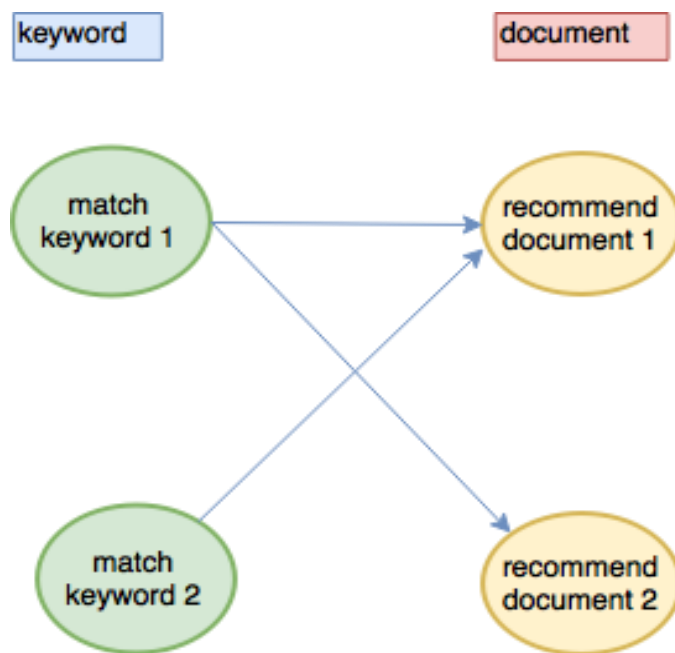 keyword
document
match
keyword 1
recommend
document 1
match
keyword 2
recommend
document 2